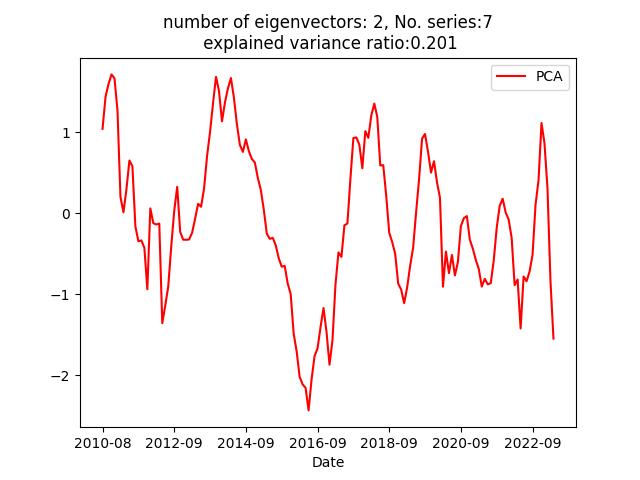 number of eigenvectors: 2, No. series:7
explained variance ratio:0.201
PCA
1
0
−1
−2
2010-08 2012-09 2014-09 2016-09 2018-09 2020-09 2022-09
Date